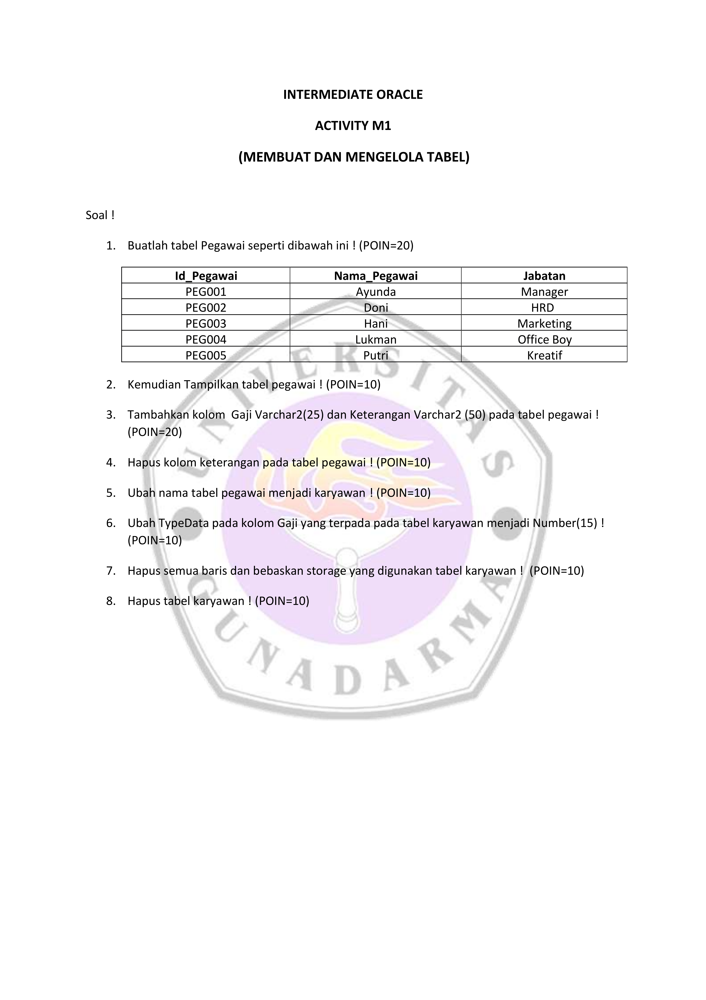 INTERMEDIATE ORACLE
ACTIVITY M1
(MEMBUAT DAN MENGELOLA TABEL)
Soal !
1. Buatlah tabel Pegawai seperti dibawah ini ! (POIN=20)
Id_Pegawai Nama_Pegawai Jabatan
PEG001 Ayunda Manager
PEG002 Doni HRD
PEG003 Hani Marketing
PEG004 Lukman Office Boy
PEG005 Putri Kreatif
2. Kemudian Tampilkan tabel pegawai ! (POIN=10)
3. Tambahkan kolom  Gaji Varchar2(25) dan Keterangan Varchar2 (50) pada tabel pegawai !
(POIN=20)
4. Hapus kolom keterangan pada tabel pegawai ! (POIN=10)
5. Ubah nama tabel pegawai menjadi karyawan ! (POIN=10)
6. Ubah TypeData pada kolom Gaji yang terpada pada tabel karyawan menjadi Number(15) !
(POIN=10)
7. Hapus semua baris dan bebaskan storage yang digunakan tabel karyawan !  (POIN=10)
8. Hapus tabel karyawan ! (POIN=10)
UNIVERSITAS
GUNADARMA